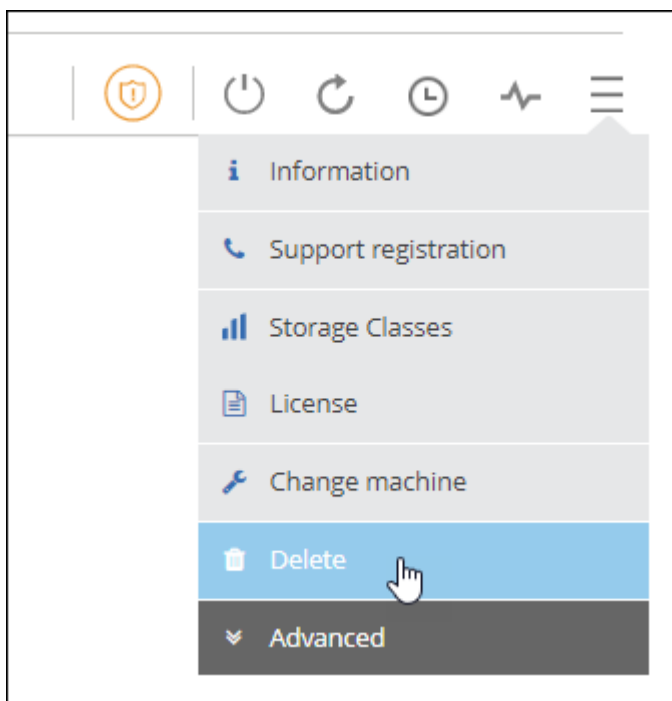 Information
Support registration
Storage Classes
License
Change machine
Delete
Advanced